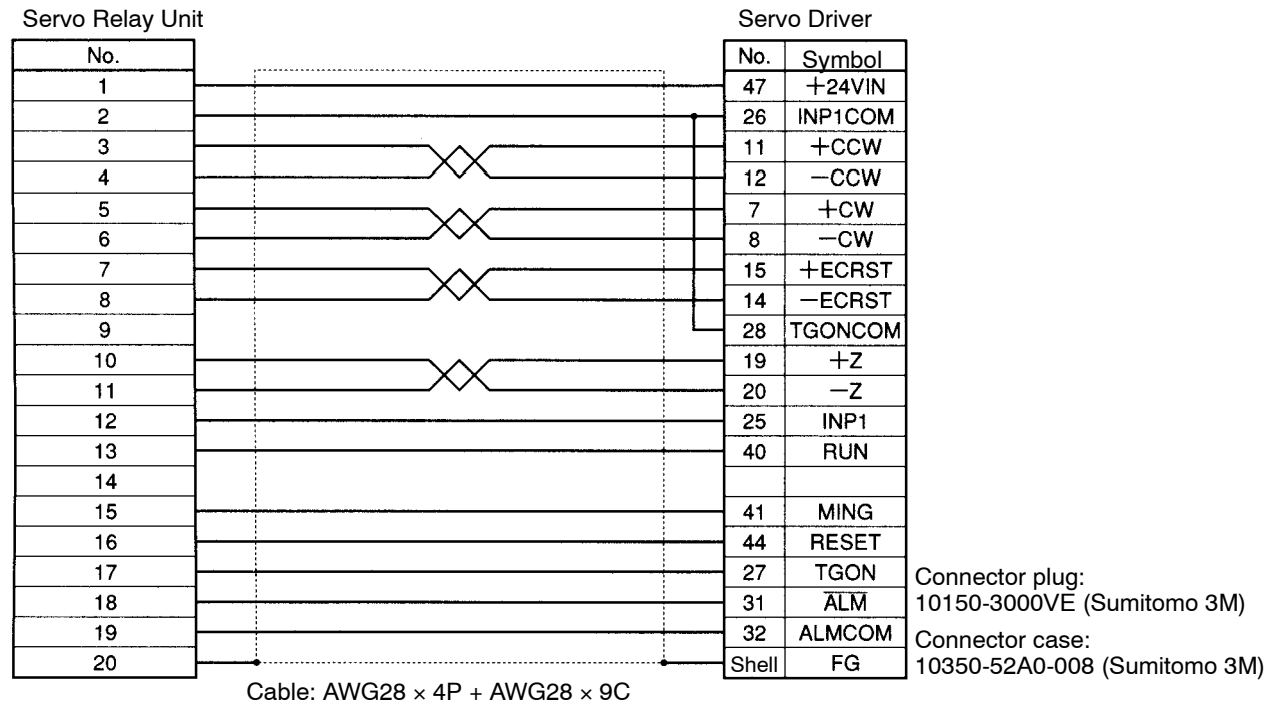 Servo Relay Unit Servo Driver
No. No. Symbol
1 47 +24VIN
2 26 INP1COM
3 11 +CCW
4 12 −CCW
5 7 +CW
6 8 −CW
7 15 +ECRST
8 14 −ECRST
9 28 TGONCOM
10 19 +Z
11 20 −Z
12 25 INP1
13 40 RUN
14
15 41 MING
16 44 RESET
17 27 TGON
18 31 A̅L̅M̅
19 32 ALMCOM
20 Shell FG
Connector plug:
10150-3000VE (Sumitomo 3M)
Connector case:
10350-52A0-008 (Sumitomo 3M)
Cable: AWG28 × 4P + AWG28 × 9C